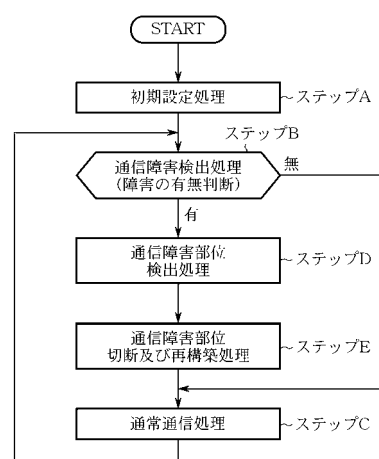 START
初期設定処理
～ステップA
ステップB
通信障害検出処理
(障害の有無判断)
無
有
通信障害部位
検出処理
～ステップD
通信障害部位
切断及び再構築処理
～ステップE
通常通信処理
～ステップC